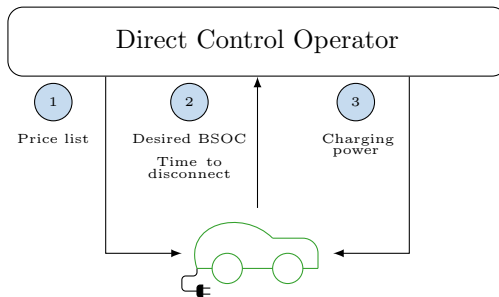 Direct Control Operator
1
Price list
2
Desired BSOC
Time to
disconnect
3
Charging
power